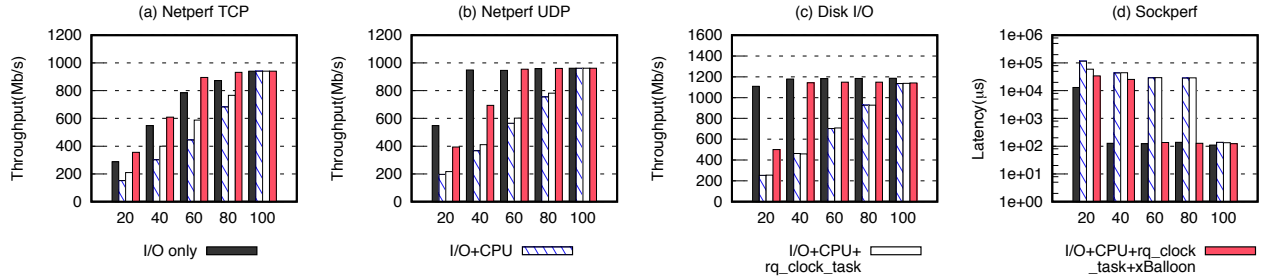 (a) Netperf TCP
Throughput(Mb/s)
1200
1000
800
600
400
200
0
20 40 60 80 100
(b) Netperf UDP
Throughput(Mb/s)
1200
1000
800
600
400
200
0
20 40 60 80 100
(c) Disk I/O
Throughput(Mb/s)
1600
1400
1200
1000
800
600
400
200
0
20 40 60 80 100
(d) Sockperf
Latency(μs)
1e+06
1e+05
1e+04
1e+03
1e+02
1e+01
1e+00
20 40 60 80 100
I/O only
I/O+CPU
I/O+CPU+
rq_clock_task
I/O+CPU+rq_clock
_task+xBalloon